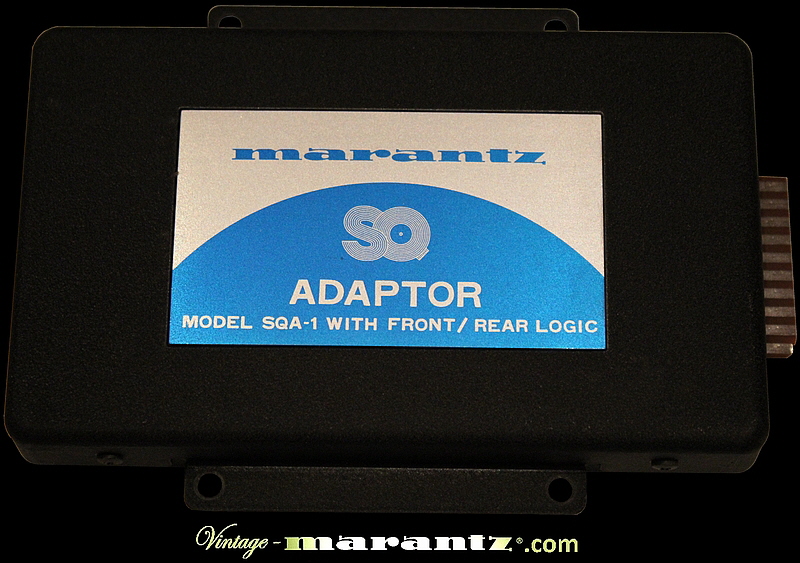 marantz
SQ
ADAPTOR
MODEL SQA-1 WITH FRONT/REAR LOGIC
Vintage-marantz®.com